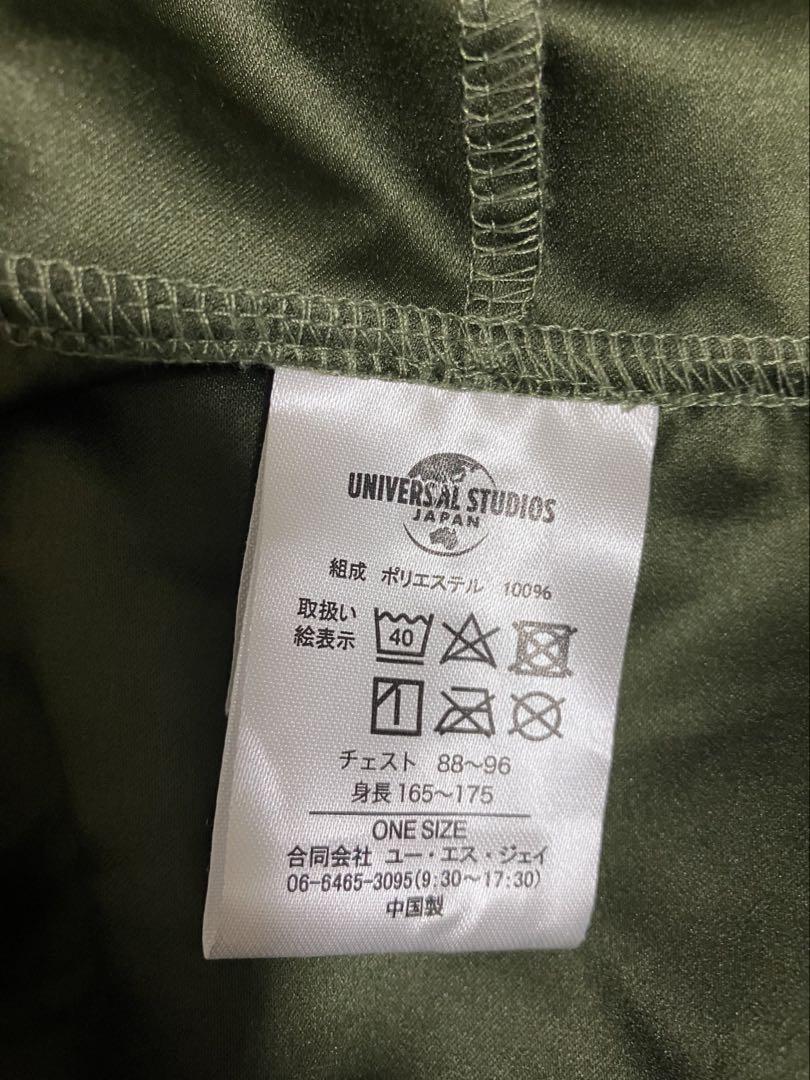 UNIVERSAL STUDIOS
JAPAN
組成 ポリエステル 100%
取扱い
絵表示
40
チェスト 88～96
身長 165～175
ONE SIZE
合同会社 ユー・エス・ジェイ
06-6465-3095(9:30～17:30)
中国製